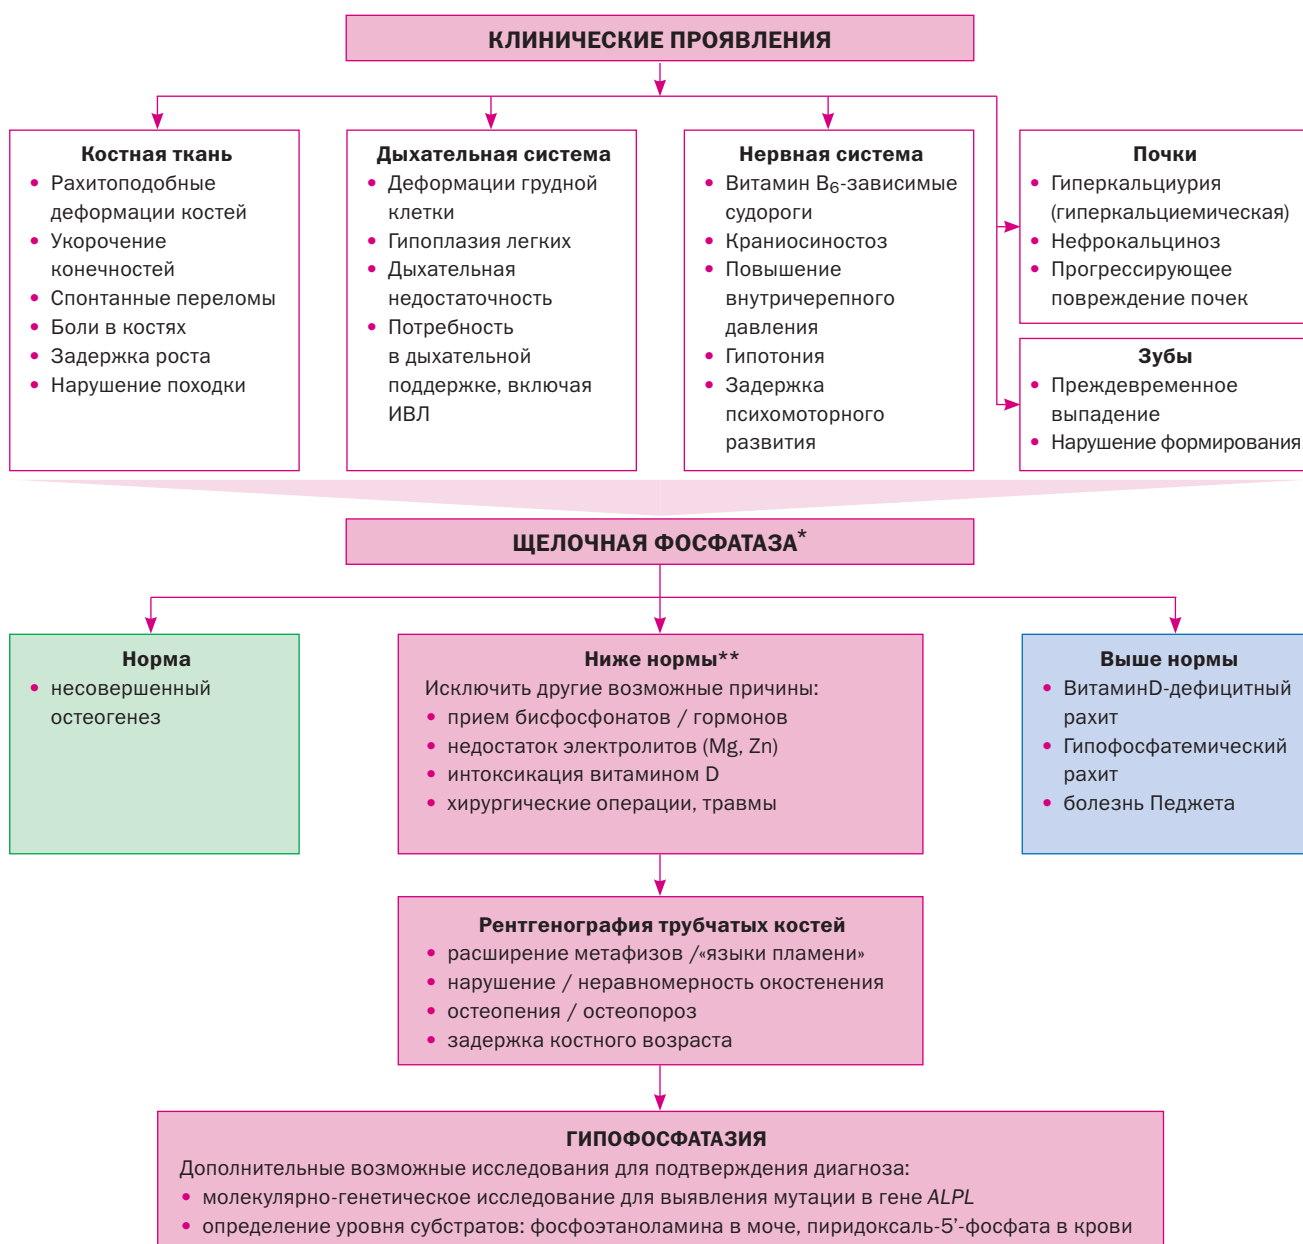 КЛИНИЧЕСКИЕ ПРОЯВЛЕНИЯ
Костная ткань
• Рахитоподобные
деформации костей
• Укорочение
конечностей
• Спонтанные переломы
• Боли в костях
• Задержка роста
• Нарушение походки
Дыхательная система
• Деформации грудной
клетки
• Гипоплазия легких
• Дыхательная
недостаточность
• Потребность
в дыхательной
поддержке, включая
ИВЛ
Нервная система
• Витамин B₆-зависимые
судороги
• Краниосиностоз
• Повышение
внутричерепного
давления
• Гипотония
• Задержка
психомоторного
развития
Почки
• Гиперкальциурия
(гиперкальциемическая)
• Нефрокальциноз
• Прогрессирующее
повреждение почек
Зубы
• Преждевременное
выпадение
• Нарушение формирования
ЩЕЛОЧНАЯ ФОСФАТАЗА*
Норма
• несовершенный
остеогенез
Ниже нормы**
Исключить другие возможные причины:
• прием бисфосфонатов / гормонов
• недостаток электролитов (Mg, Zn)
• интоксикация витамином D
• хирургические операции, травмы
Выше нормы
• ВитаминD-дефицитный
рахит
• Гипофосфатемический
рахит
• болезнь Педжета
Рентгенография трубчатых костей
• расширение метафизов /«языки пламени»
• нарушение / неравномерность окостенения
• остеопения / остеопороз
• задержка костного возраста
ГИПОФОСФАТАЗИЯ
Дополнительные возможные исследования для подтверждения диагноза:
• молекулярно-генетическое исследование для выявления мутации в гене ALPL
• определение уровня субстратов: фосфоэтаноламина в моче, пиридоксаль-5’-фосфата в крови